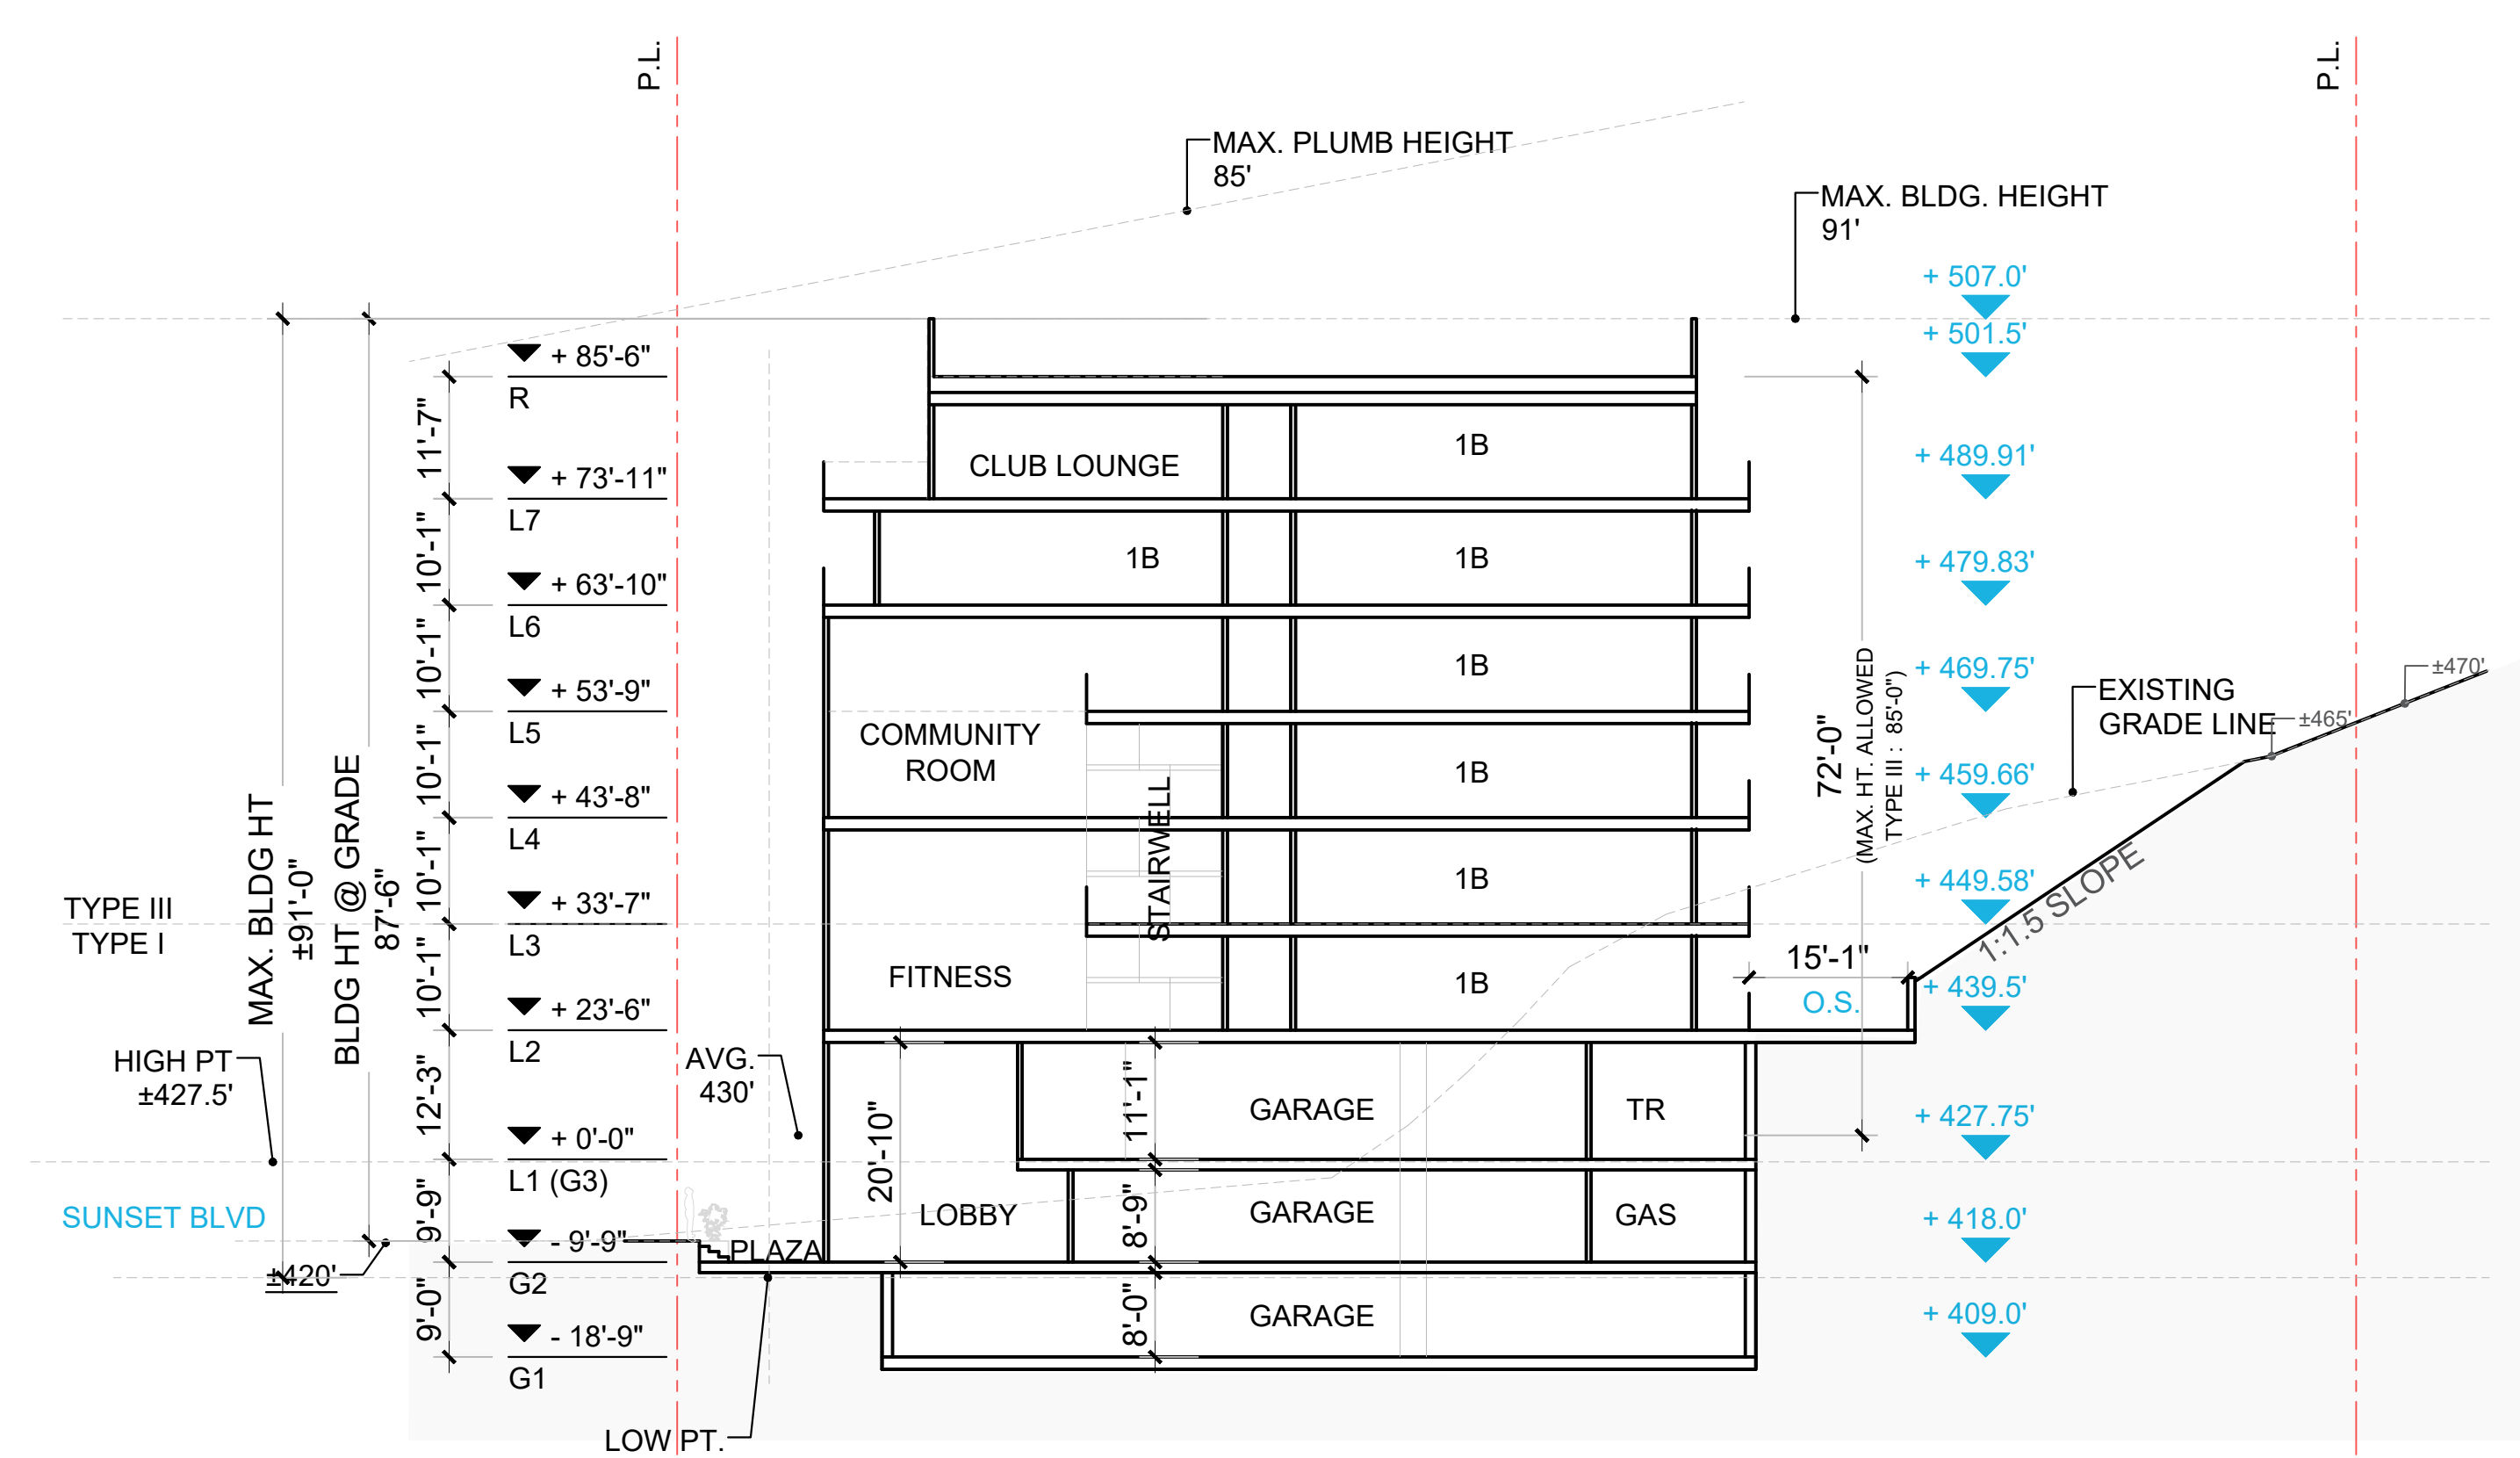 P.L.
P.L.
MAX. PLUMB HEIGHT
85'
MAX. BLDG. HEIGHT
91'
+ 507.0'
+ 501.5'
+ 85'-6"
R
11'-7"
CLUB LOUNGE
1B
+ 489.91'
+ 73'-11"
L7
10'-1"
1B
1B
+ 479.83'
+ 63'-10"
L6
10'-1"
1B
+ 469.75'
±470'
+ 53'-9"
L5
10'-1"
COMMUNITY
ROOM
1B
72'-0"
(MAX. HT. ALLOWED
TYPE III : 85'-0")
EXISTING
GRADE LINE
±465'
+ 459.66'
+ 43'-8"
L4
10'-1"
STAIRWELL
1B
+ 449.58'
1:1.5 SLOPE
MAX. BLDG HT
±91'-0"
BLDG HT @ GRADE
87'-6"
TYPE III
TYPE I
+ 33'-7"
L3
10'-1"
FITNESS
1B
15'-1"
O.S.
+ 439.5'
+ 23'-6"
L2
HIGH PT
±427.5'
12'-3"
AVG.
430'
20'-10"
11'-1"
GARAGE
TR
+ 427.75'
+ 0'-0"
L1 (G3)
SUNSET BLVD
9'-9"
LOBBY
8'-9"
GARAGE
GAS
+ 418.0'
- 9'-9"
PLAZA
±420'
G2
9'-0"
8'-0"
GARAGE
+ 409.0'
- 18'-9"
G1
LOW PT.